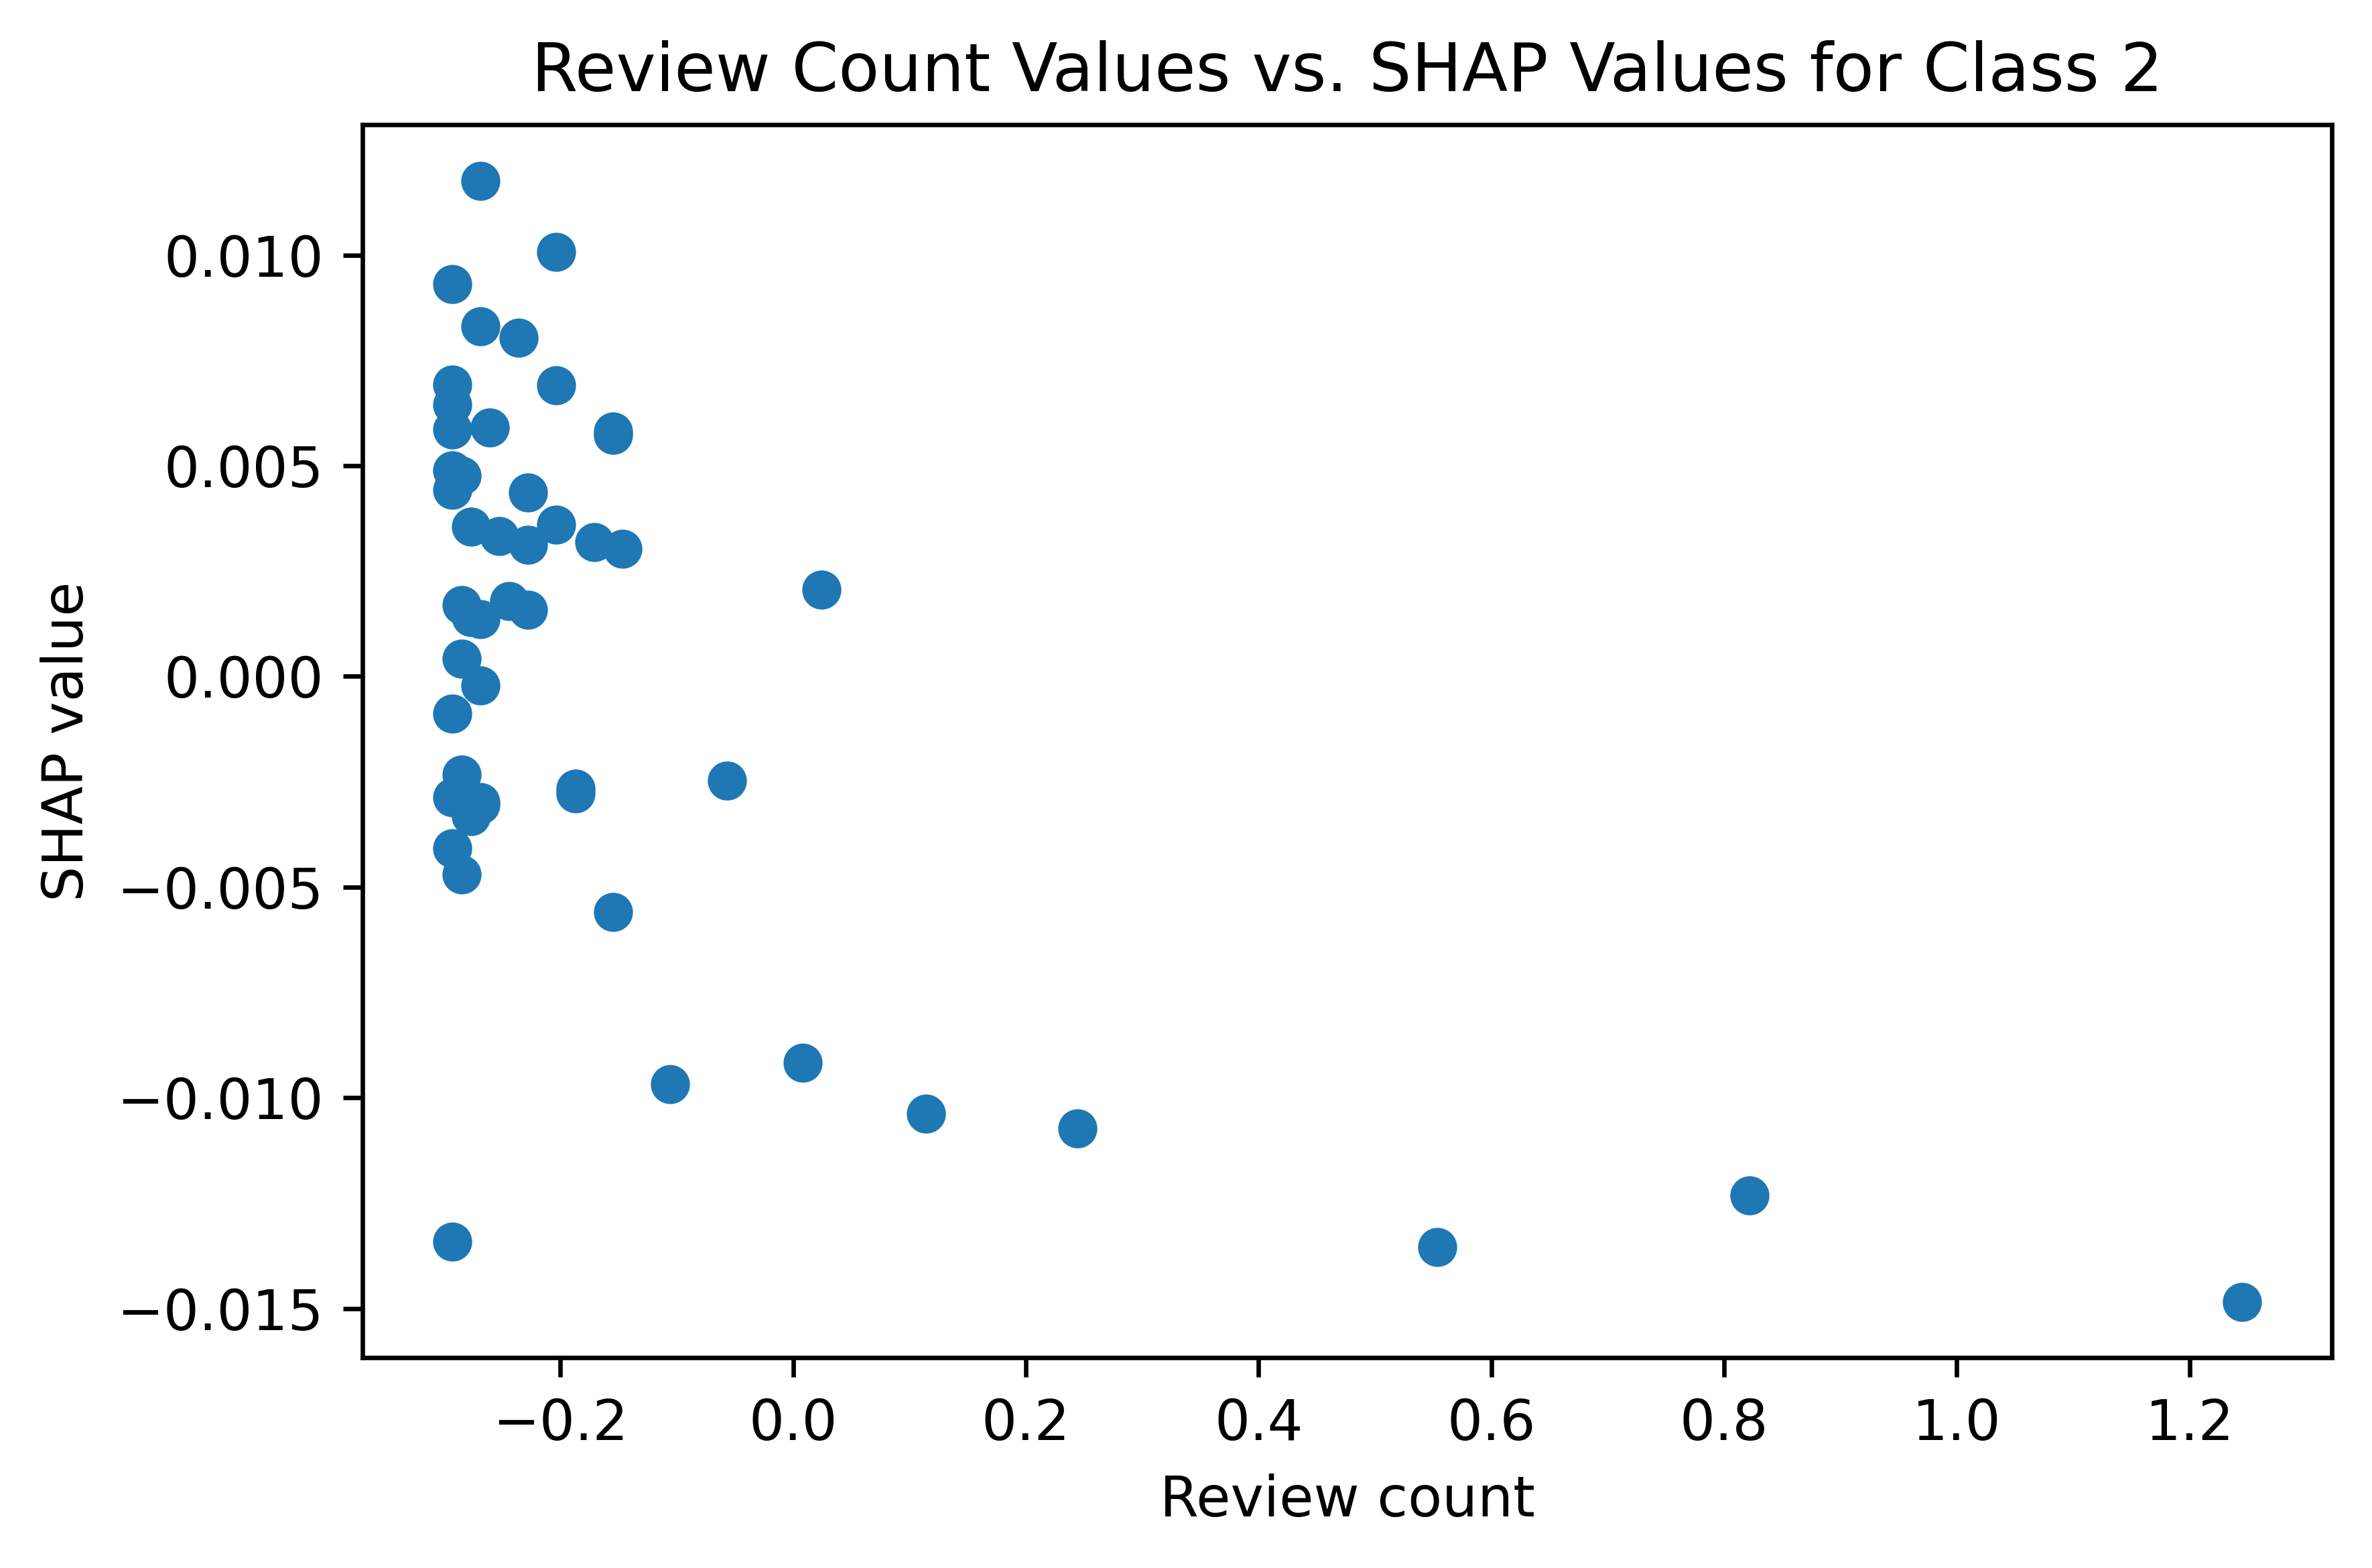 Review Count Values vs. SHAP Values for Class 2
SHAP value
0.010
0.005
0.000
−0.005
−0.010
−0.015
−0.2 0.0 0.2 0.4 0.6 0.8 1.0 1.2
Review count